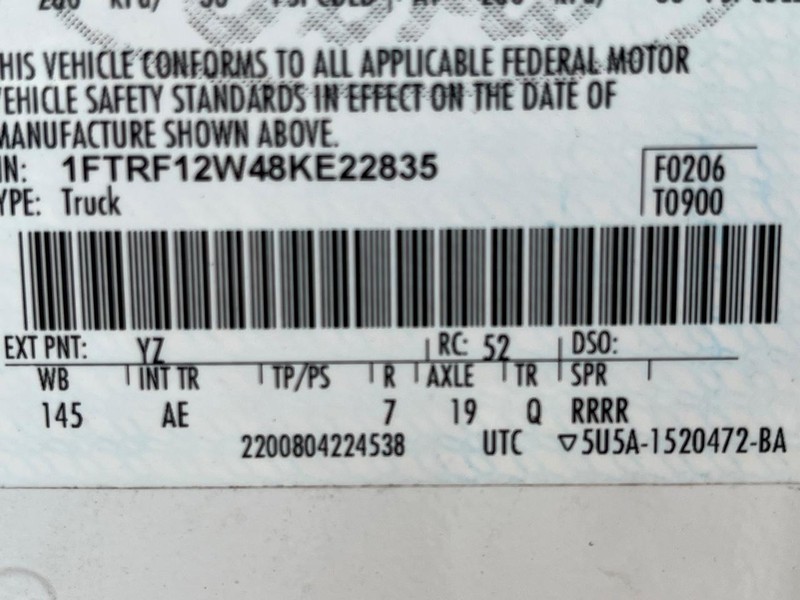 THIS VEHICLE CONFORMS TO ALL APPLICABLE FEDERAL MOTOR
VEHICLE SAFETY STANDARDS IN EFFECT ON THE DATE OF
MANUFACTURE SHOWN ABOVE.
IN: 1FTRF12W48KE22835 F0206
YPE: Truck T0900
EXT PNT: YZ RC: 52 DSO:
WB INT TR TP/PS R AXLE TR SPR
145 AE 7 19 Q RRRR
2200804224538 UTC ▽5U5A-1520472-BA